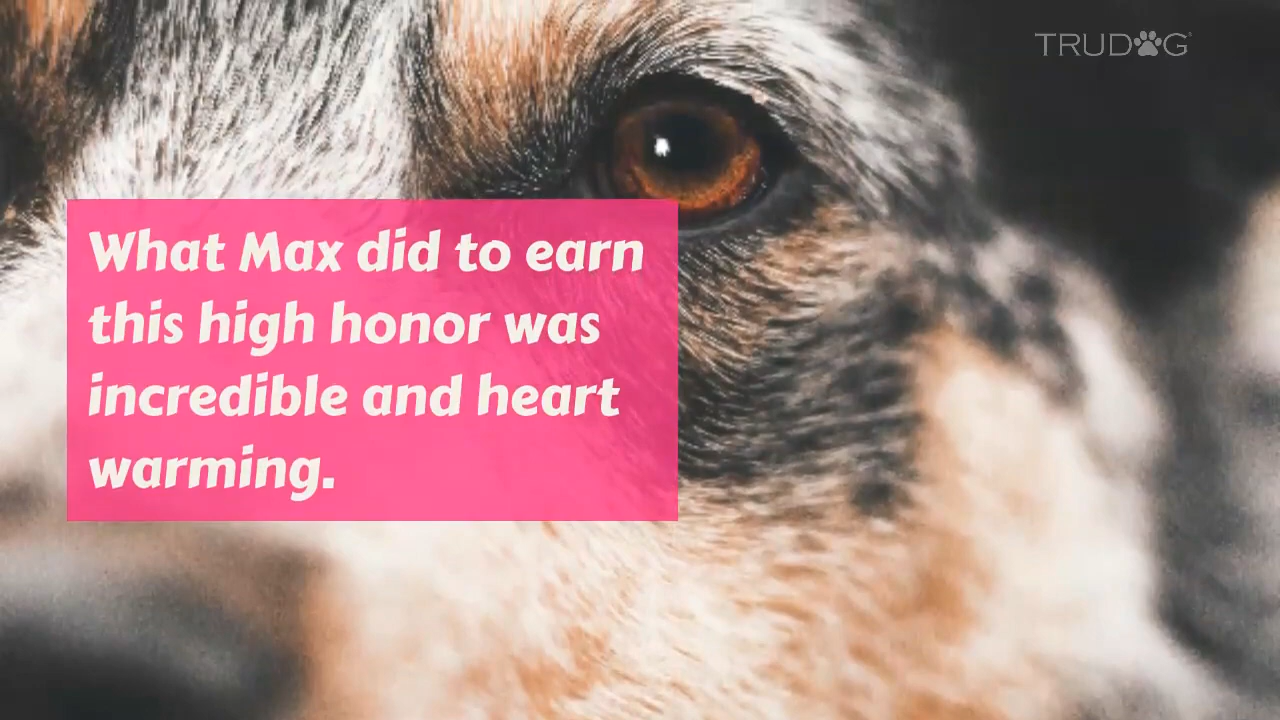 TRUDOG
What Max did to earn
this high honor was
incredible and heart
warming.